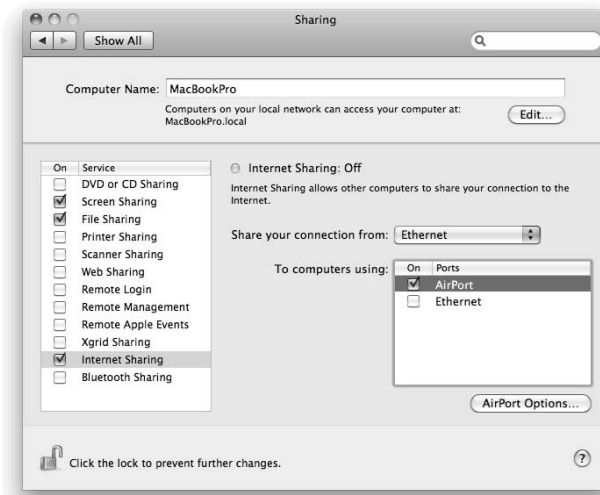 Sharing
Show All
Computer Name: MacBookPro
Computers on your local network can access your computer at:
MacBookPro.local
Edit...
On Service
DVD or CD Sharing
Screen Sharing
File Sharing
Printer Sharing
Scanner Sharing
Web Sharing
Remote Login
Remote Management
Remote Apple Events
Xgrid Sharing
Internet Sharing
Bluetooth Sharing
Internet Sharing: Off
Internet Sharing allows other computers to share your connection to the
Internet.
Share your connection from: Ethernet
To computers using:
On Ports
AirPort
Ethernet
AirPort Options...
Click the lock to prevent further changes.
?